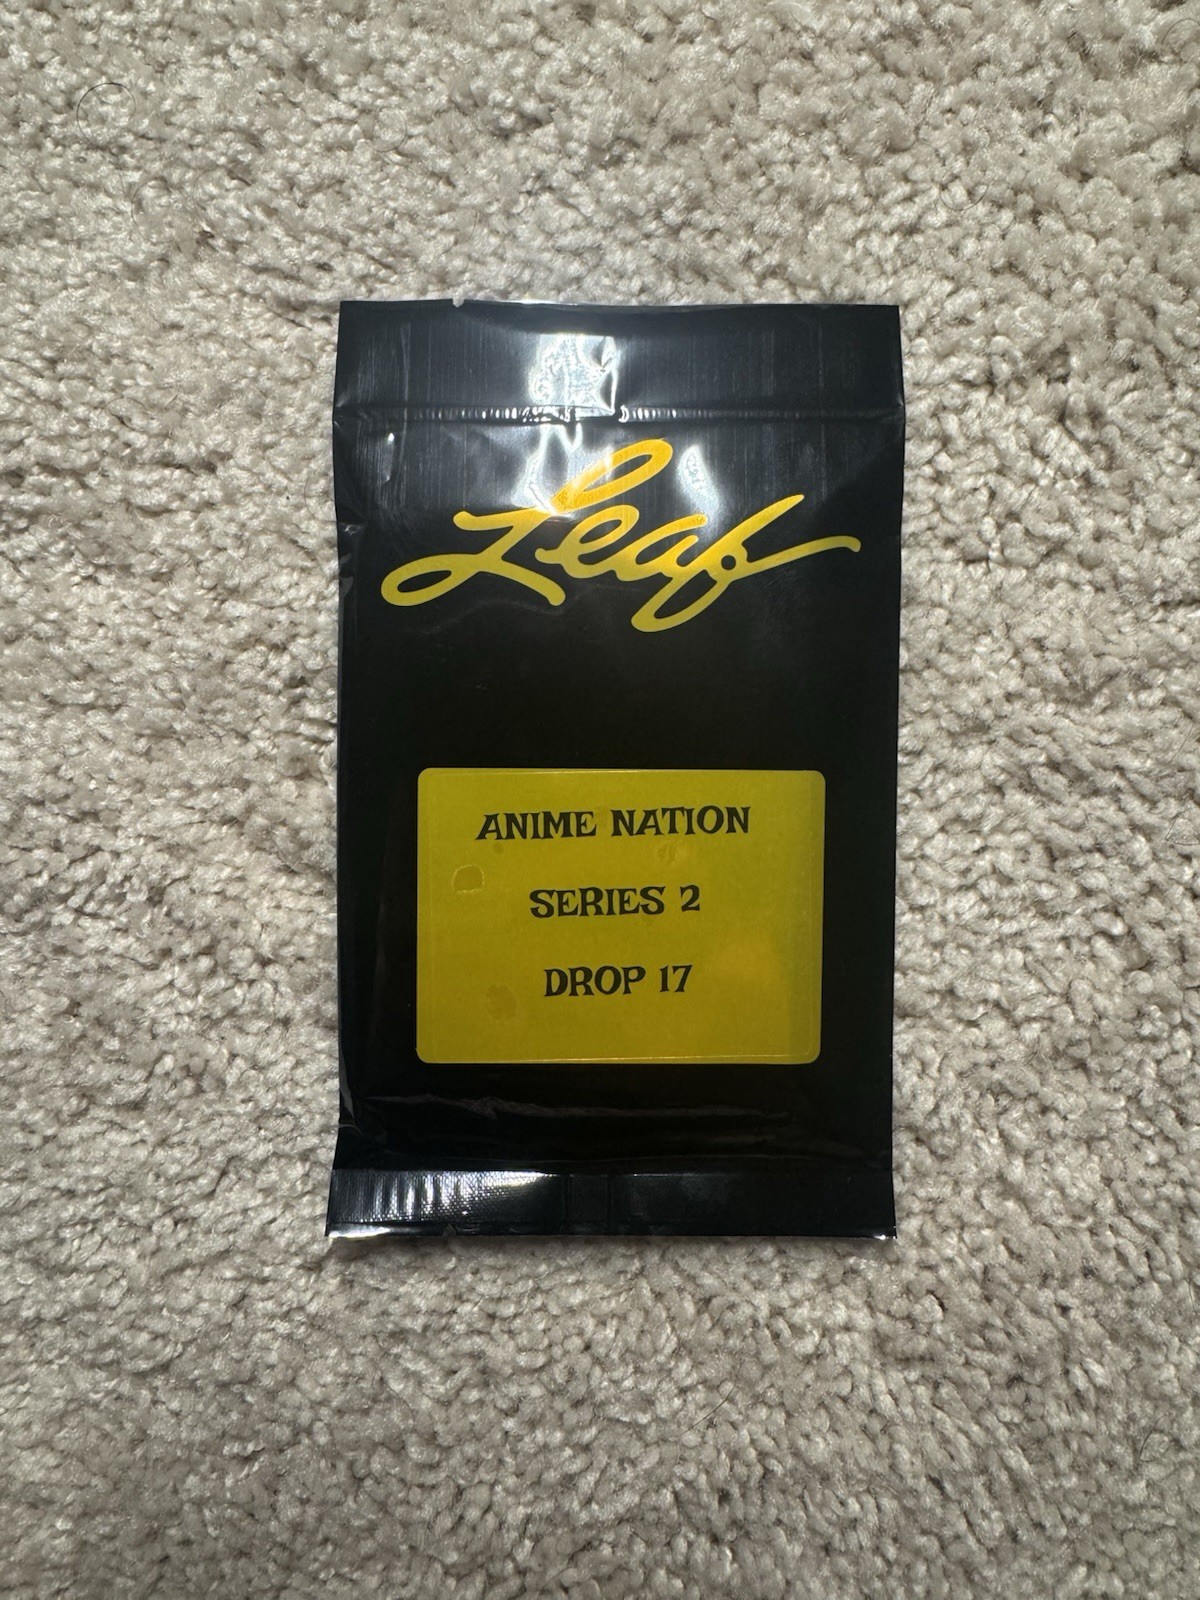 Leaf
ANIME NATION
SERIES 2
DROP 17